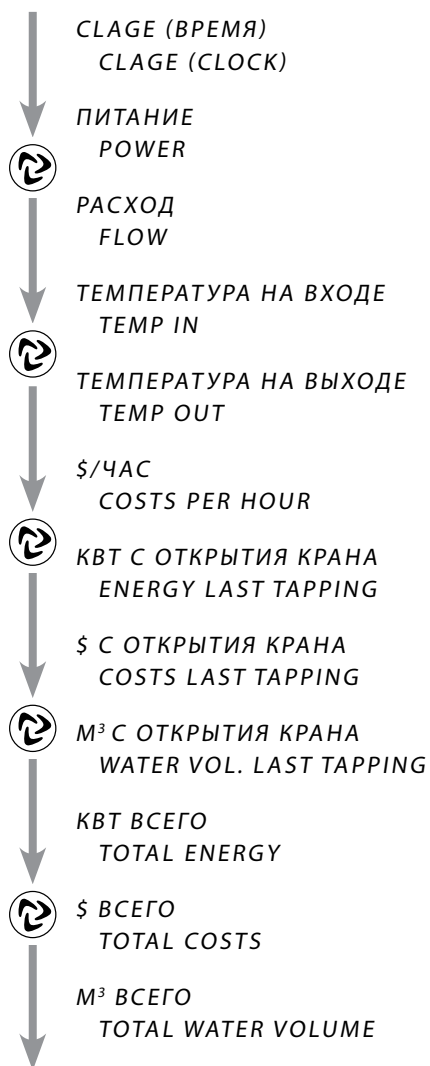 CLAGE (ВРЕМЯ)
CLAGE (CLOCK)
ПИТАНИЕ
POWER
РАСХОД
FLOW
ТЕМПЕРАТУРА НА ВХОДЕ
TEMP IN
ТЕМПЕРАТУРА НА ВЫХОДЕ
TEMP OUT
$/ЧАС
COSTS PER HOUR
КВТ С ОТКРЫТИЯ КРАНА
ENERGY LAST TAPPING
$ С ОТКРЫТИЯ КРАНА
COSTS LAST TAPPING
М³ С ОТКРЫТИЯ КРАНА
WATER VOL. LAST TAPPING
КВТ ВСЕГО
TOTAL ENERGY
$ ВСЕГО
TOTAL COSTS
М³ ВСЕГО
TOTAL WATER VOLUME